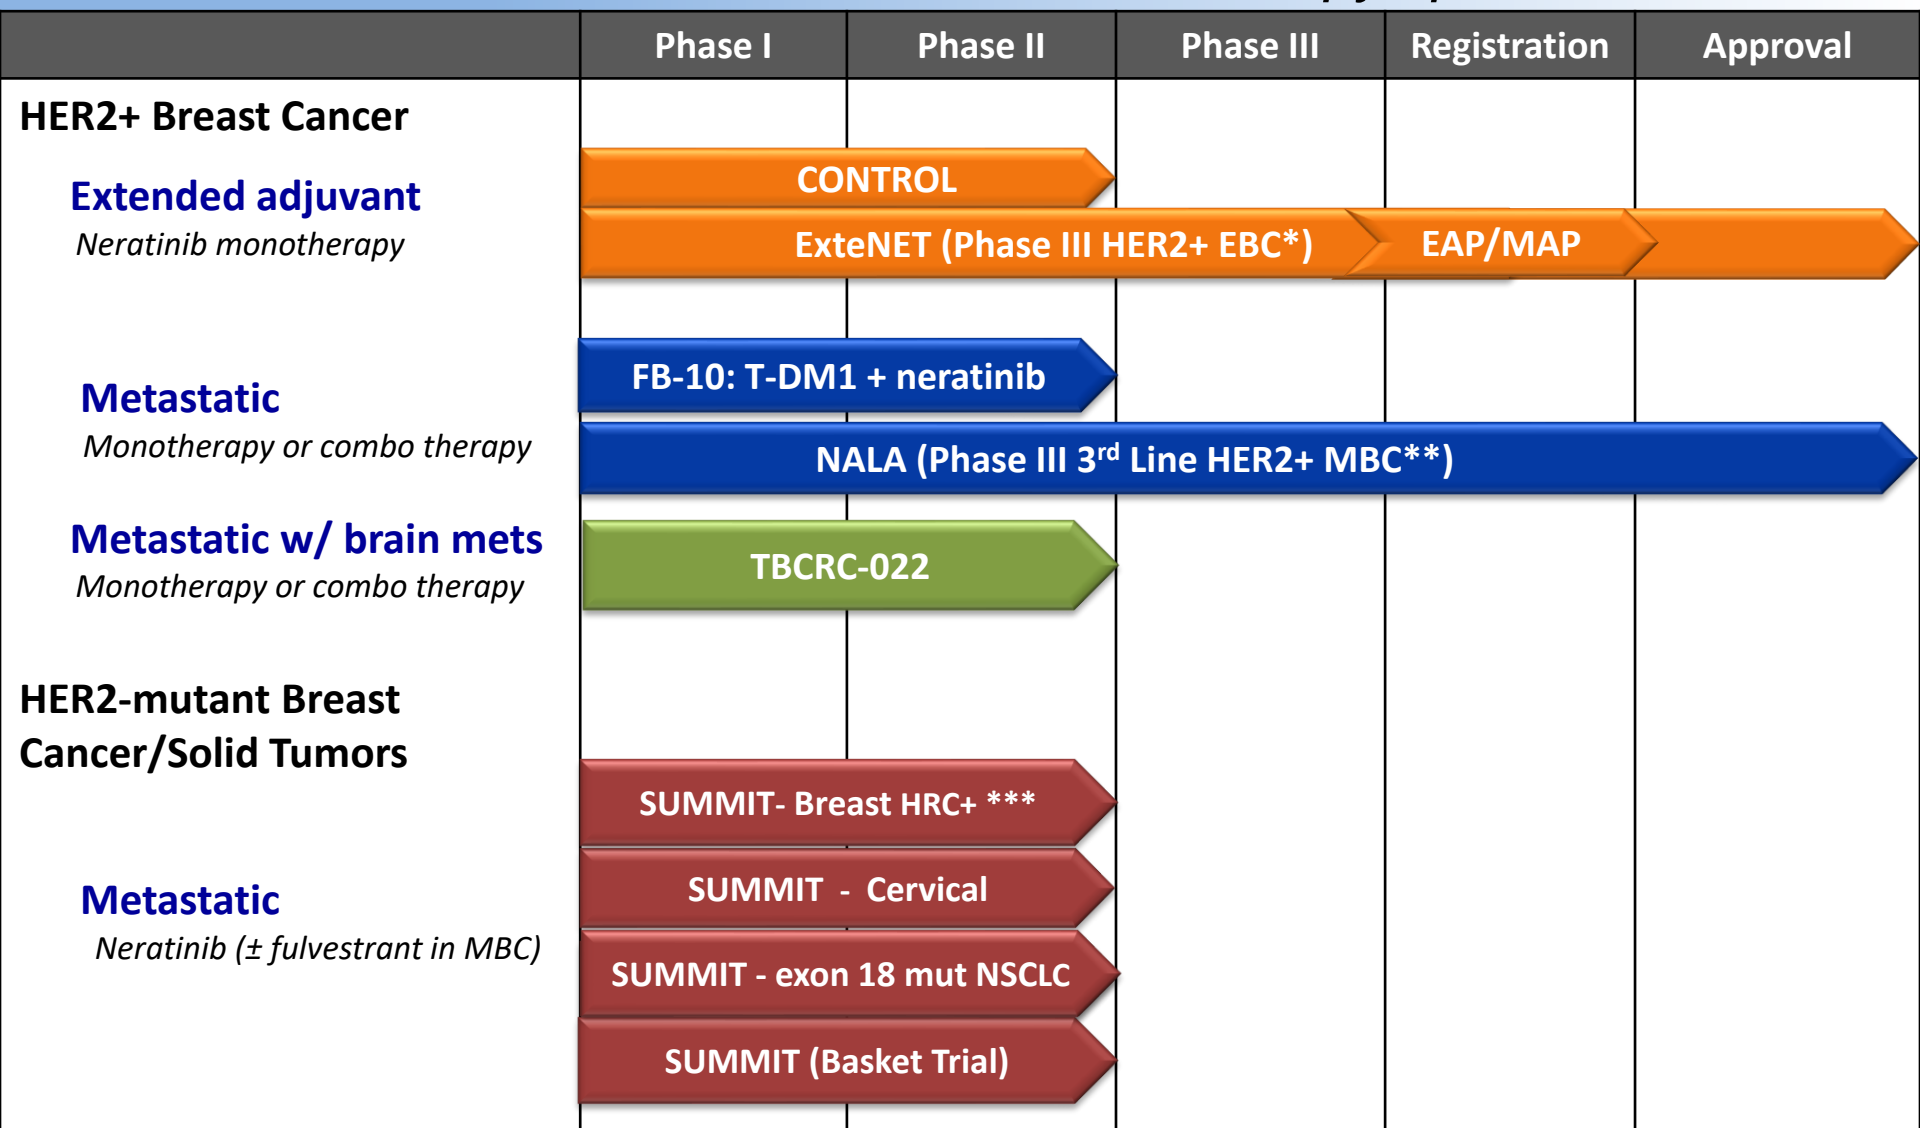 Phase I Phase II Phase III Registration Approval
HER2+ Breast Cancer
CONTROL
Extended adjuvant
Neratinib monotherapy
ExteNET (Phase III HER2+ EBC*) EAP/MAP
FB-10: T-DM1 + neratinib
Metastatic
Monotherapy or combo therapy
NALA (Phase III 3rd Line HER2+ MBC**)
Metastatic w/ brain mets
Monotherapy or combo therapy
TBCRC-022
HER2-mutant Breast
Cancer/Solid Tumors
SUMMIT- Breast HRC+ ***
SUMMIT - Cervical
Metastatic
Neratinib (± fulvestrant in MBC)
SUMMIT - exon 18 mut NSCLC
SUMMIT (Basket Trial)